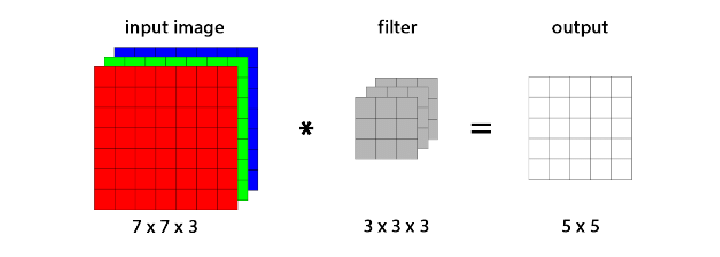 input image
filter
output
*
=
7 x 7 x 3
3 x 3 x 3
5 x 5